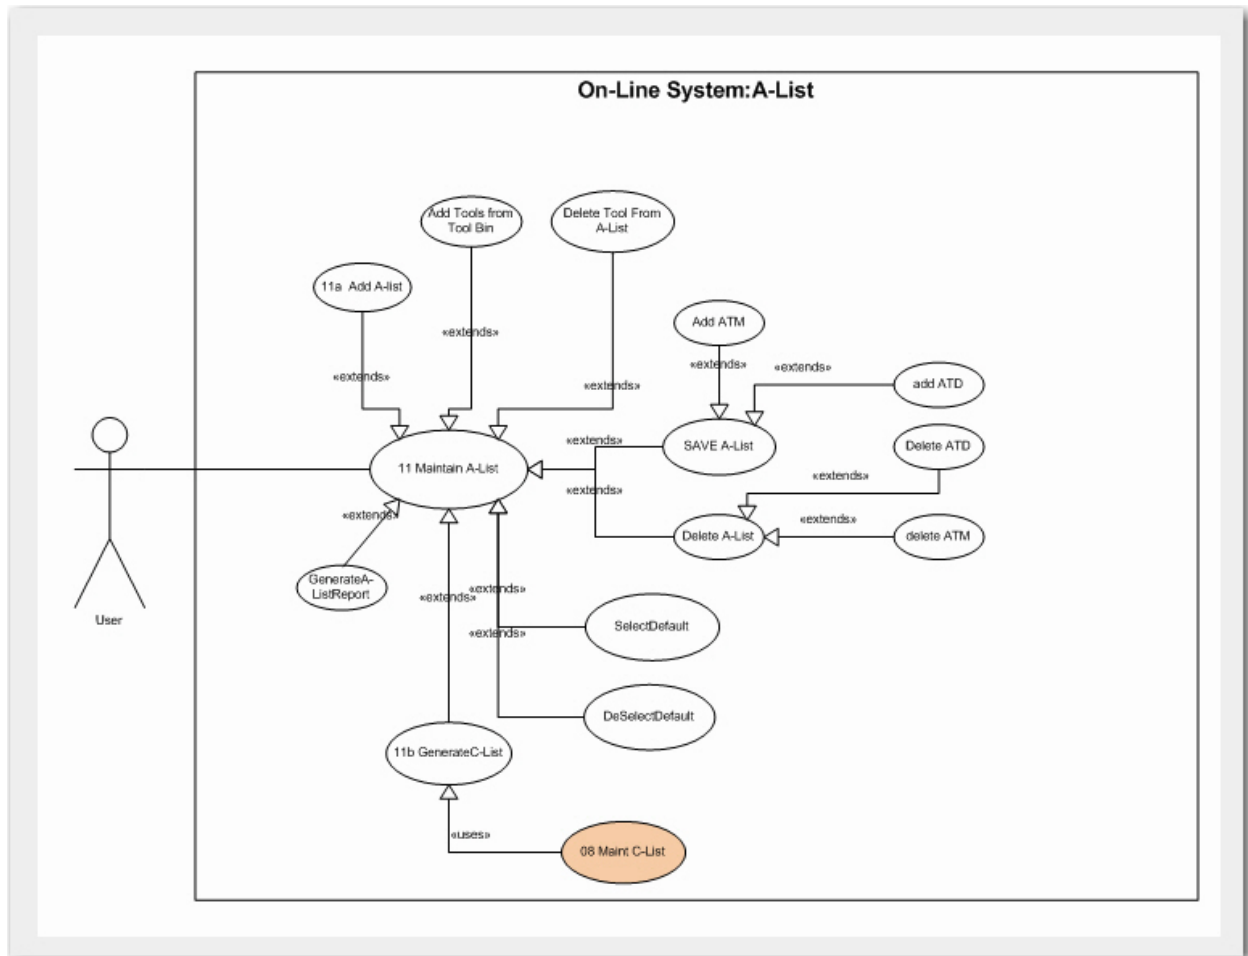 On-Line System:A-List
Add Tools from
Tool Bin
Delete Tool From
A-List
11a  Add A-list
Add ATM
«extends»
«extends»
«extends»
add ATD
«extends»
«extends»
«extends»
SAVE A-List
Delete ATD
11 Maintain A-List
«extends»
«extends»
«extends»
«extends»
Delete A-List
delete ATM
GenerateA-
ListReport
«extends»
«extends»
User
SelectDefault
«extends»
DeSelectDefault
11b GenerateC-List
«uses»
08 Maint C-List